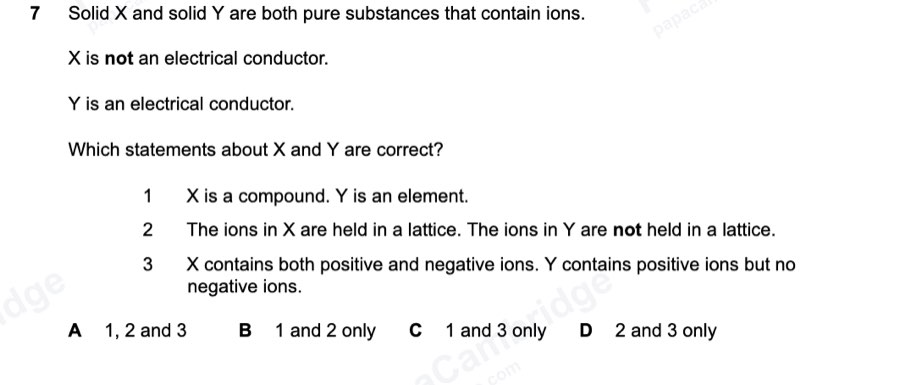 7 Solid X and solid Y are both pure substances that contain ions.
X is not an electrical conductor.
Y is an electrical conductor.
Which statements about X and Y are correct?
1 X is a compound. Y is an element.
2 The ions in X are held in a lattice. The ions in Y are not held in a lattice.
3 X contains both positive and negative ions. Y contains positive ions but no
negative ions.
A 1, 2 and 3 B 1 and 2 only C 1 and 3 only D 2 and 3 only